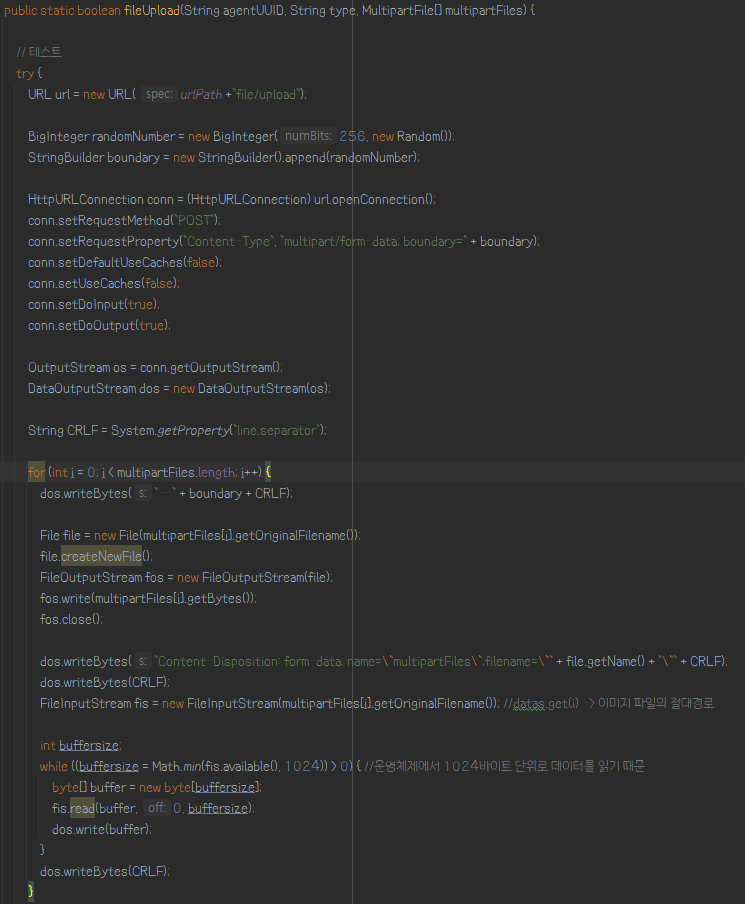 public static boolean fileUpload(String agentUUID, String type, MultipartFile[] multipartFiles) {
// 테스트
try {
URL url = new URL( spec: urlPath +"file/upload");
BigInteger randomNumber = new BigInteger( numBits: 256, new Random());
StringBuilder boundary = new StringBuilder().append(randomNumber);
HttpURLConnection conn = (HttpURLConnection) url.openConnection();
conn.setRequestMethod("POST");
conn.setRequestProperty("Content-Type", "multipart/form-data; boundary=" + boundary);
conn.setDefaultUseCaches(false);
conn.setUseCaches(false);
conn.setDoInput(true);
conn.setDoOutput(true);
OutputStream os = conn.getOutputStream();
DataOutputStream dos = new DataOutputStream(os);
String CRLF = System.getProperty("line.separator");
for (int i = 0; i < multipartFiles.length; i++) {
dos.writeBytes( s: "--" + boundary + CRLF);
File file = new File(multipartFiles[i].getOriginalFilename());
file.createNewFile();
FileOutputStream fos = new FileOutputStream(file);
fos.write(multipartFiles[i].getBytes());
fos.close();
dos.writeBytes( s: "Content-Disposition: form-data; name=\"multipartFiles\";filename=\"" + file.getName() + "\"" + CRLF);
dos.writeBytes(CRLF);
FileInputStream fis = new FileInputStream(multipartFiles[i].getOriginalFilename()); //datas.get(i) -> 이미지 파일의 절대경로
int buffersize;
while ((buffersize = Math.min(fis.available(), 1024)) > 0) { //운영체제에서 1024바이트 단위로 데이터를 읽기 때문
byte[] buffer = new byte[buffersize];
fis.read(buffer, off: 0, buffersize);
dos.write(buffer);
}
dos.writeBytes(CRLF);
}